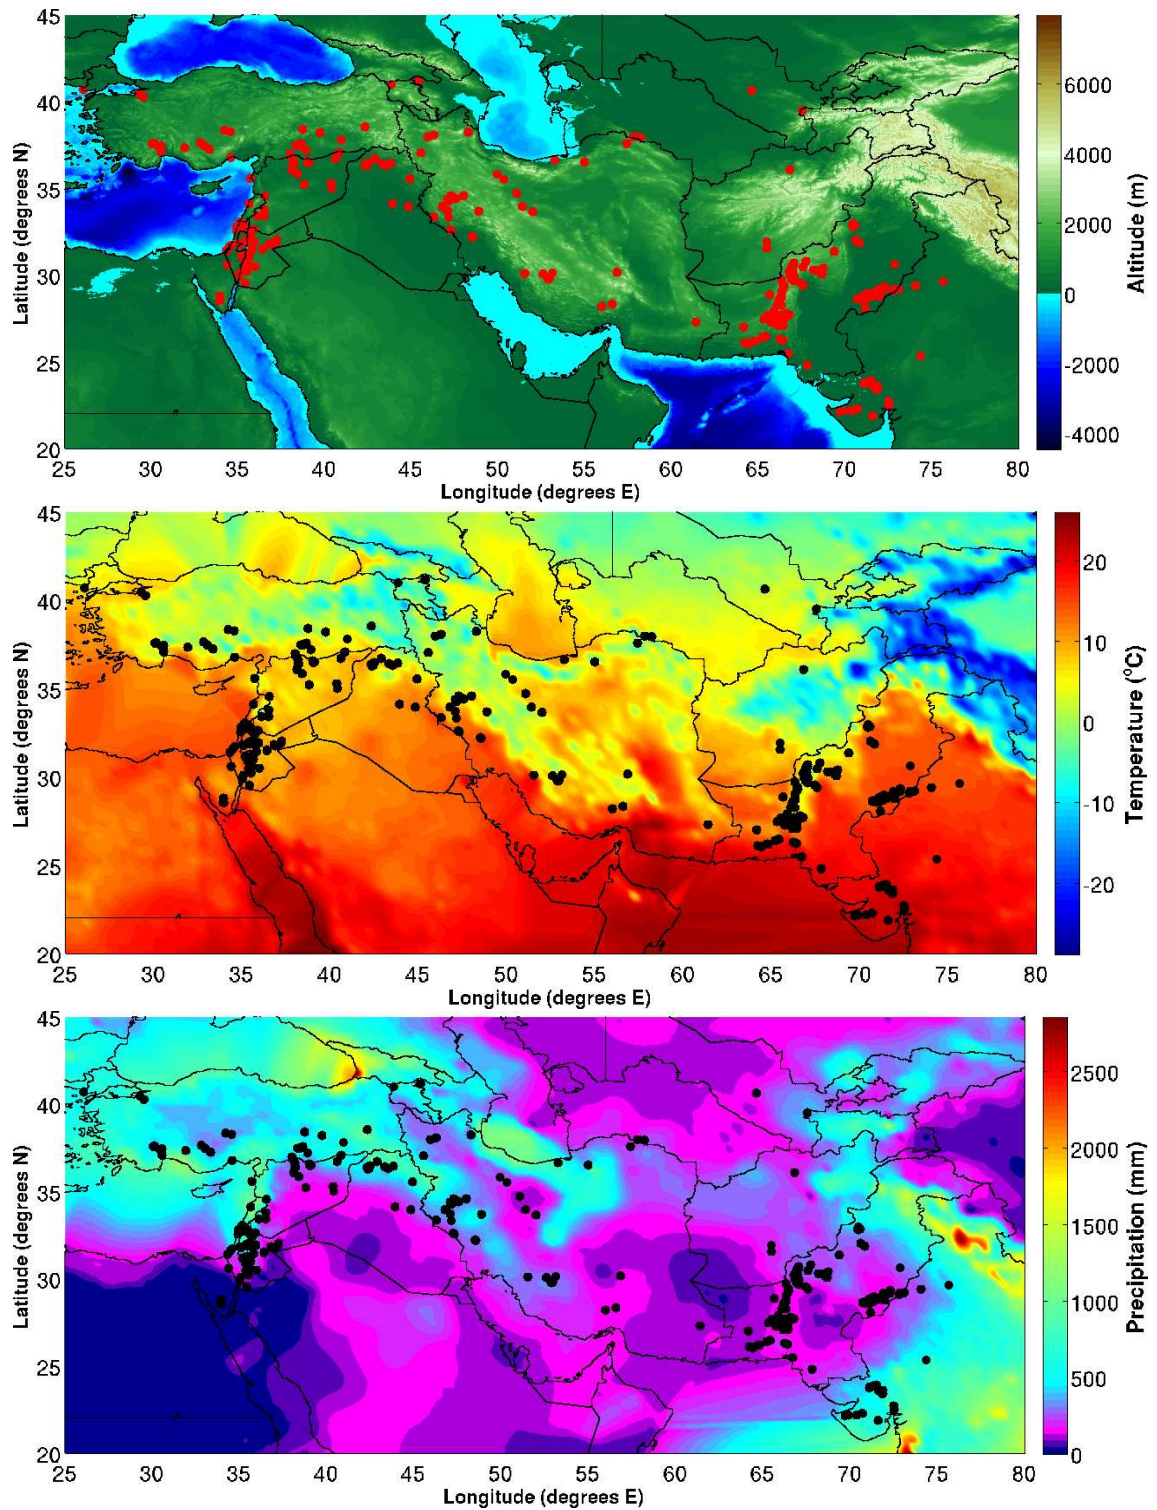 45
40
35
30
25
20
Latitude (degrees N)
25 30 35 40 45 50 55 60 65 70 75 80
Longitude (degrees E)
6000
4000
2000
0
-2000
-4000
Altitude (m)
45
40
35
30
25
20
Latitude (degrees N)
25 30 35 40 45 50 55 60 65 70 75 80
Longitude (degrees E)
20
10
0
-10
-20
Temperature (°C)
45
40
35
30
25
20
Latitude (degrees N)
25 30 35 40 45 50 55 60 65 70 75 80
Longitude (degrees E)
2500
2000
1500
1000
500
0
Precipitation (mm)